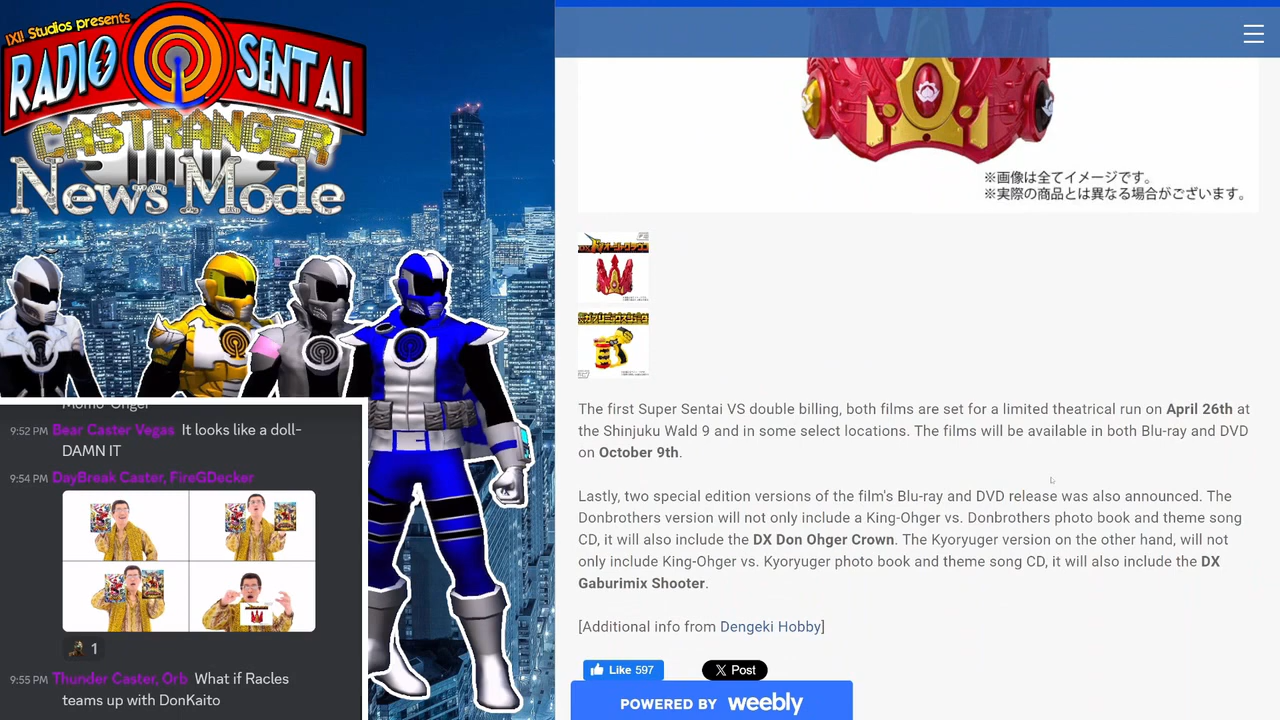 IXII Studios presents
RADIO SENTAI
CASTRANGER
News Mode
Momo-Ohger
9:52 PM Bear Caster Vegas It looks like a doll-
DAMN IT
9:54 PM DayBreak Caster, FireGDecker
1
9:55 PM Thunder Caster, Orb What if Racles
teams up with DonKaito
※画像は全てイメージです。
※実際の商品とは異なる場合がございます。
The first Super Sentai VS double billing, both films are set for a limited theatrical run on April 26th at
the Shinjuku Wald 9 and in some select locations. The films will be available in both Blu-ray and DVD
on October 9th.
Lastly, two special edition versions of the film's Blu-ray and DVD release was also announced. The
Donbrothers version will not only include a King-Ohger vs. Donbrothers photo book and theme song
CD, it will also include the DX Don Ohger Crown. The Kyoryuger version on the other hand, will not
only include King-Ohger vs. Kyoryuger photo book and theme song CD, it will also include the DX
Gaburimix Shooter.
[Additional info from Dengeki Hobby]
Like 597
X Post
POWERED BY weebly